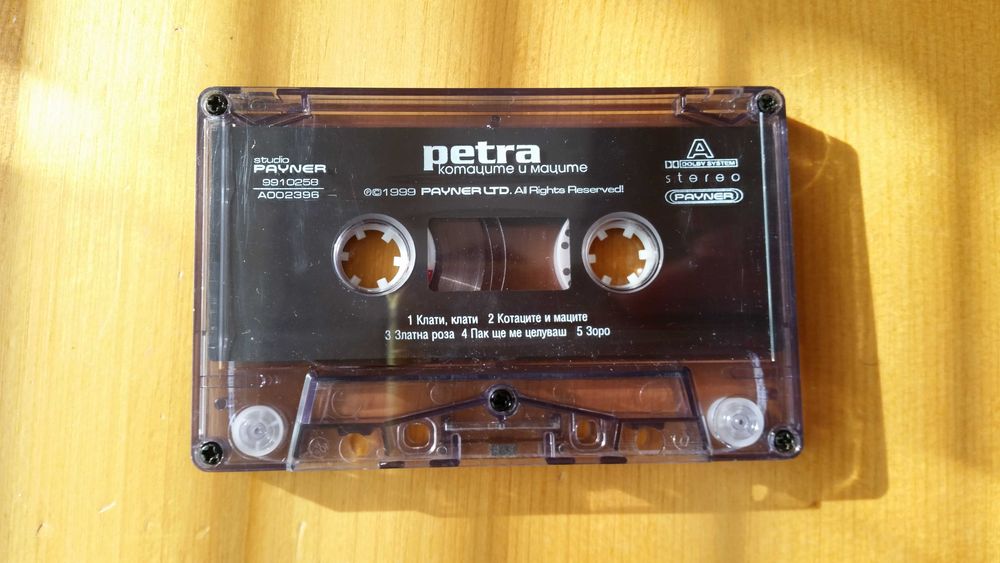 studio
PAYNER
9910258
A002396
petra
котаците и маците
℗©1999 PAYNER LTD. All Rights Reserved!
A
DOLBY SYSTEM
stereo
PAYNER
1 Клати, клати 2 Котаците и маците
3 Златна роза 4 Пак ще ме целуваш 5 Зоро